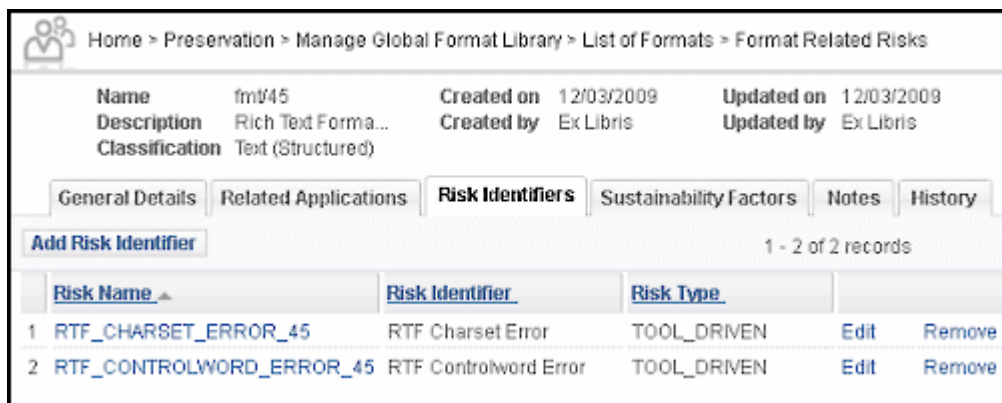 Home > Preservation > Manage Global Format Library > List of Formats > Format Related Risks
Name fmt/45 Created on 12/03/2009 Updated on 12/03/2009
Description Rich Text Forma... Created by Ex Libris Updated by Ex Libris
Classification Text (Structured)
General Details Related Applications Risk Identifiers Sustainability Factors Notes History
Add Risk Identifier 1 - 2 of 2 records
Risk Name Risk Identifier Risk Type
1 RTF_CHARSET_ERROR_45 RTF Charset Error TOOL_DRIVEN Edit Remove
2 RTF_CONTROLWORD_ERROR_45 RTF Controlword Error TOOL_DRIVEN Edit Remove